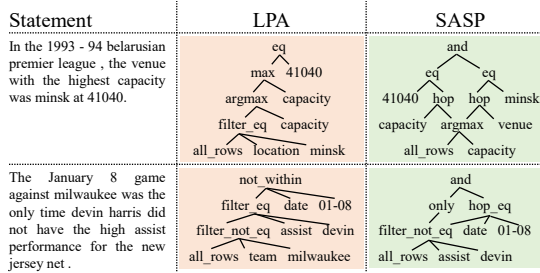 Statement LPA SASP
In the 1993 - 94 belarusian
premier league , the venue
with the highest capacity
was minsk at 41040.
eq
max 41040
argmax capacity
filter_eq capacity
all_rows location minsk
and
eq eq
41040 hop hop minsk
capacity argmax venue
all_rows capacity
The January 8 game
against milwaukee was the
only time devin harris did
not have the high assist
performance for the new
jersey net .
not_within
filter_eq date 01-08
filter_not_eq assist devin
all_rows team milwaukee
and
only hop_eq
filter_not_eq date 01-08
all_rows assist devin